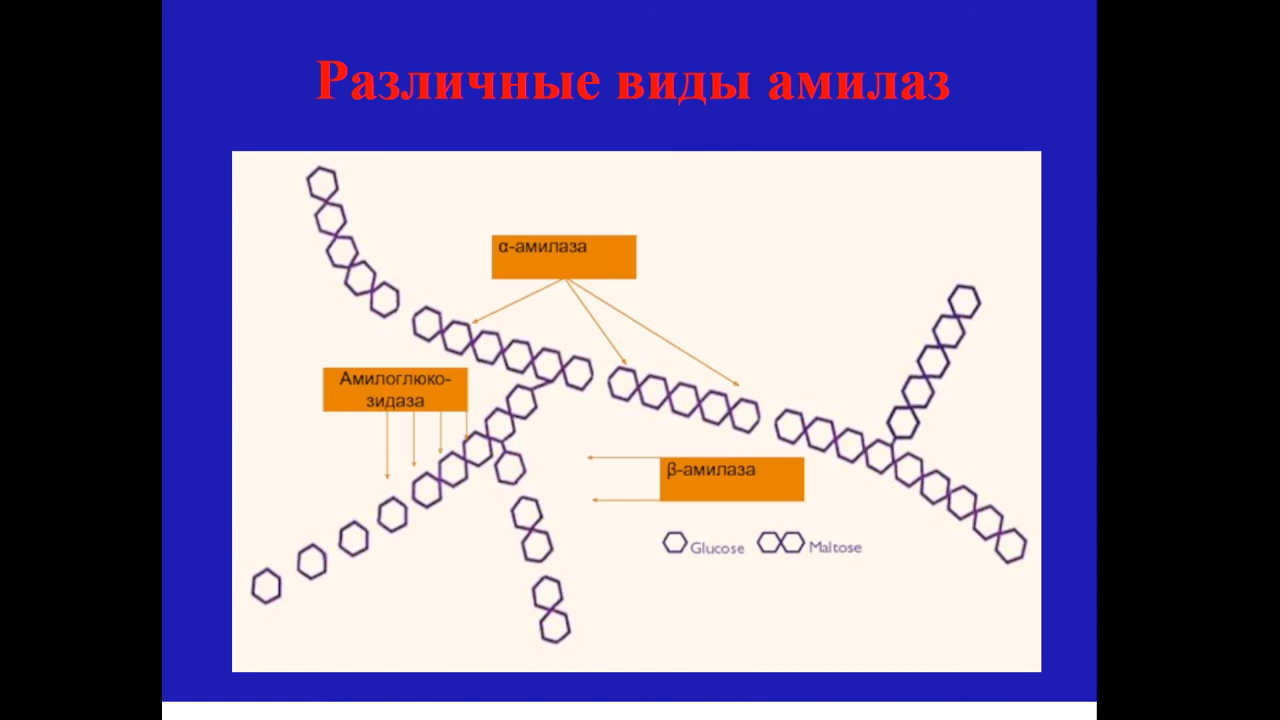 Различные виды амилаз
α-амилаза
Амилоглюко-
зидаза
β-амилаза
Glucose
Maltose